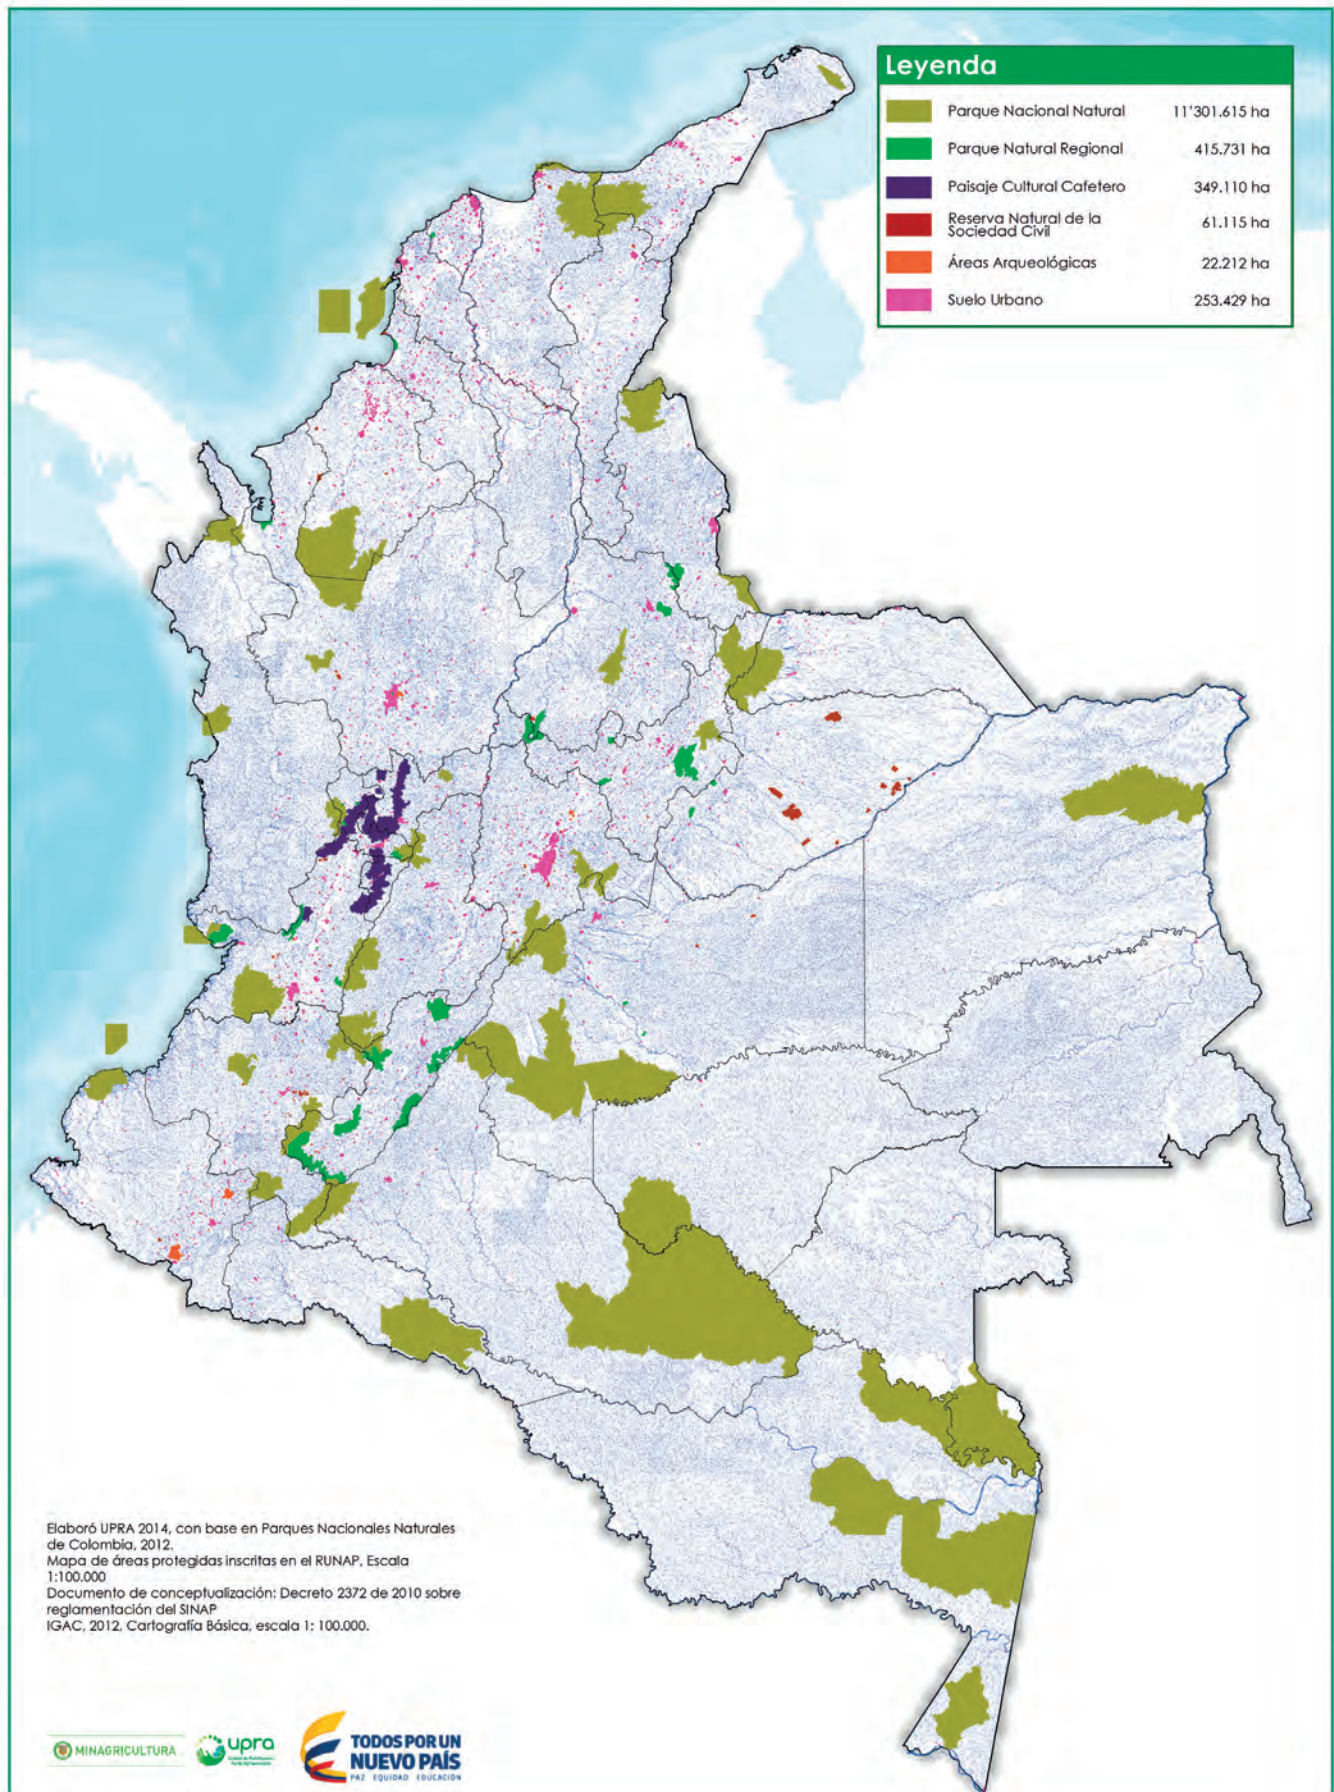 Leyenda
Parque Nacional Natural 11'301.615 ha
Parque Natural Regional 415.731 ha
Paisaje Cultural Cafetero 349.110 ha
Reserva Natural de la
Sociedad Civil 61.115 ha
Áreas Arqueológicas 22.212 ha
Suelo Urbano 253.429 ha
Elaboró UPRA 2014, con base en Parques Nacionales Naturales
de Colombia, 2012.
Mapa de áreas protegidas inscritas en el RUNAP, Escala
1:100.000
Documento de conceptualización: Decreto 2372 de 2010 sobre
reglamentación del SINAP
IGAC, 2012, Cartografía Básica, escala 1: 100.000.
MINAGRICULTURA
upra
TODOS POR UN
NUEVO PAÍS
PAZ EQUIDAD EDUCACIÓN